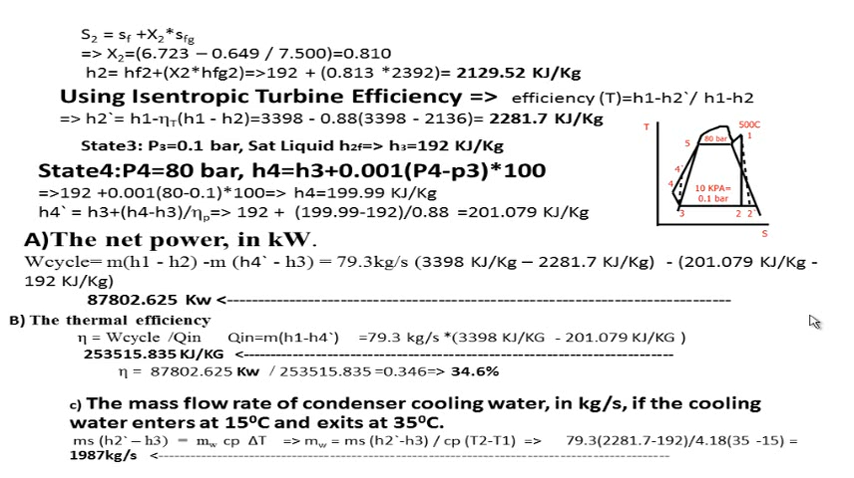 S2 = sf +X2*sfg
=> X2=(6.723 – 0.649 / 7.500)=0.810
h2= hf2+(X2*hfg2)=>192 + (0.813 *2392)= 2129.52 KJ/Kg
Using Isentropic Turbine Efficiency => efficiency (T)=h1-h2`/ h1-h2
=> h2`= h1-ηT(h1 - h2)=3398 - 0.88(3398 - 2136)= 2281.7 KJ/Kg
State3: P3=0.1 bar, Sat Liquid h2f=> h3=192 KJ/Kg
State4:P4=80 bar, h4=h3+0.001(P4-p3)*100
=>192 +0.001(80-0.1)*100=> h4=199.99 KJ/Kg
h4` = h3+(h4-h3)/ηp=> 192 + (199.99-192)/0.88 =201.079 KJ/Kg
T
500C
80 bar
1
5
4`
4
10 KPA=
0.1 bar
3
2 2`
S
A)The net power, in kW.
Wcycle= m(h1 - h2) -m (h4` - h3) = 79.3kg/s (3398 KJ/Kg – 2281.7 KJ/Kg) - (201.079 KJ/Kg -
192 KJ/Kg)
87802.625 Kw <----------------------------------------------------------------------
B) The thermal efficiency
η = Wcycle /Qin Qin=m(h1-h4`) =79.3 kg/s *(3398 KJ/KG - 201.079 KJ/KG )
253515.835 KJ/KG <------------------------------------------------------------
η = 87802.625 Kw / 253515.835 =0.346=> 34.6%
c) The mass flow rate of condenser cooling water, in kg/s, if the cooling
water enters at 15⁰C and exits at 35⁰C.
ms (h2` – h3) = mw cp ΔT => mw = ms (h2`-h3) / cp (T2-T1) => 79.3(2281.7-192)/4.18(35 -15) =
1987kg/s <----------------------------------------------------------------------